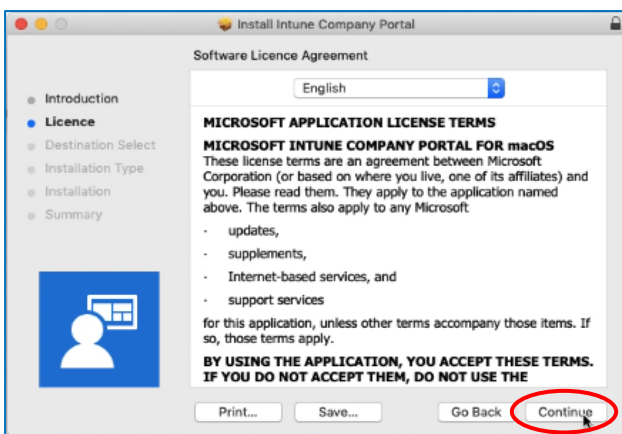 Install Intune Company Portal
Software Licence Agreement
Introduction
Licence
Destination Select
Installation Type
Installation
Summary
English
MICROSOFT APPLICATION LICENSE TERMS
MICROSOFT INTUNE COMPANY PORTAL FOR macOS
These license terms are an agreement between Microsoft
Corporation (or based on where you live, one of its affiliates) and
you. Please read them. They apply to the application named
above. The terms also apply to any Microsoft
· updates,
· supplements,
· Internet-based services, and
· support services
for this application, unless other terms accompany those items. If
so, those terms apply.
BY USING THE APPLICATION, YOU ACCEPT THESE TERMS.
IF YOU DO NOT ACCEPT THEM, DO NOT USE THE
Print... Save... Go Back Continue